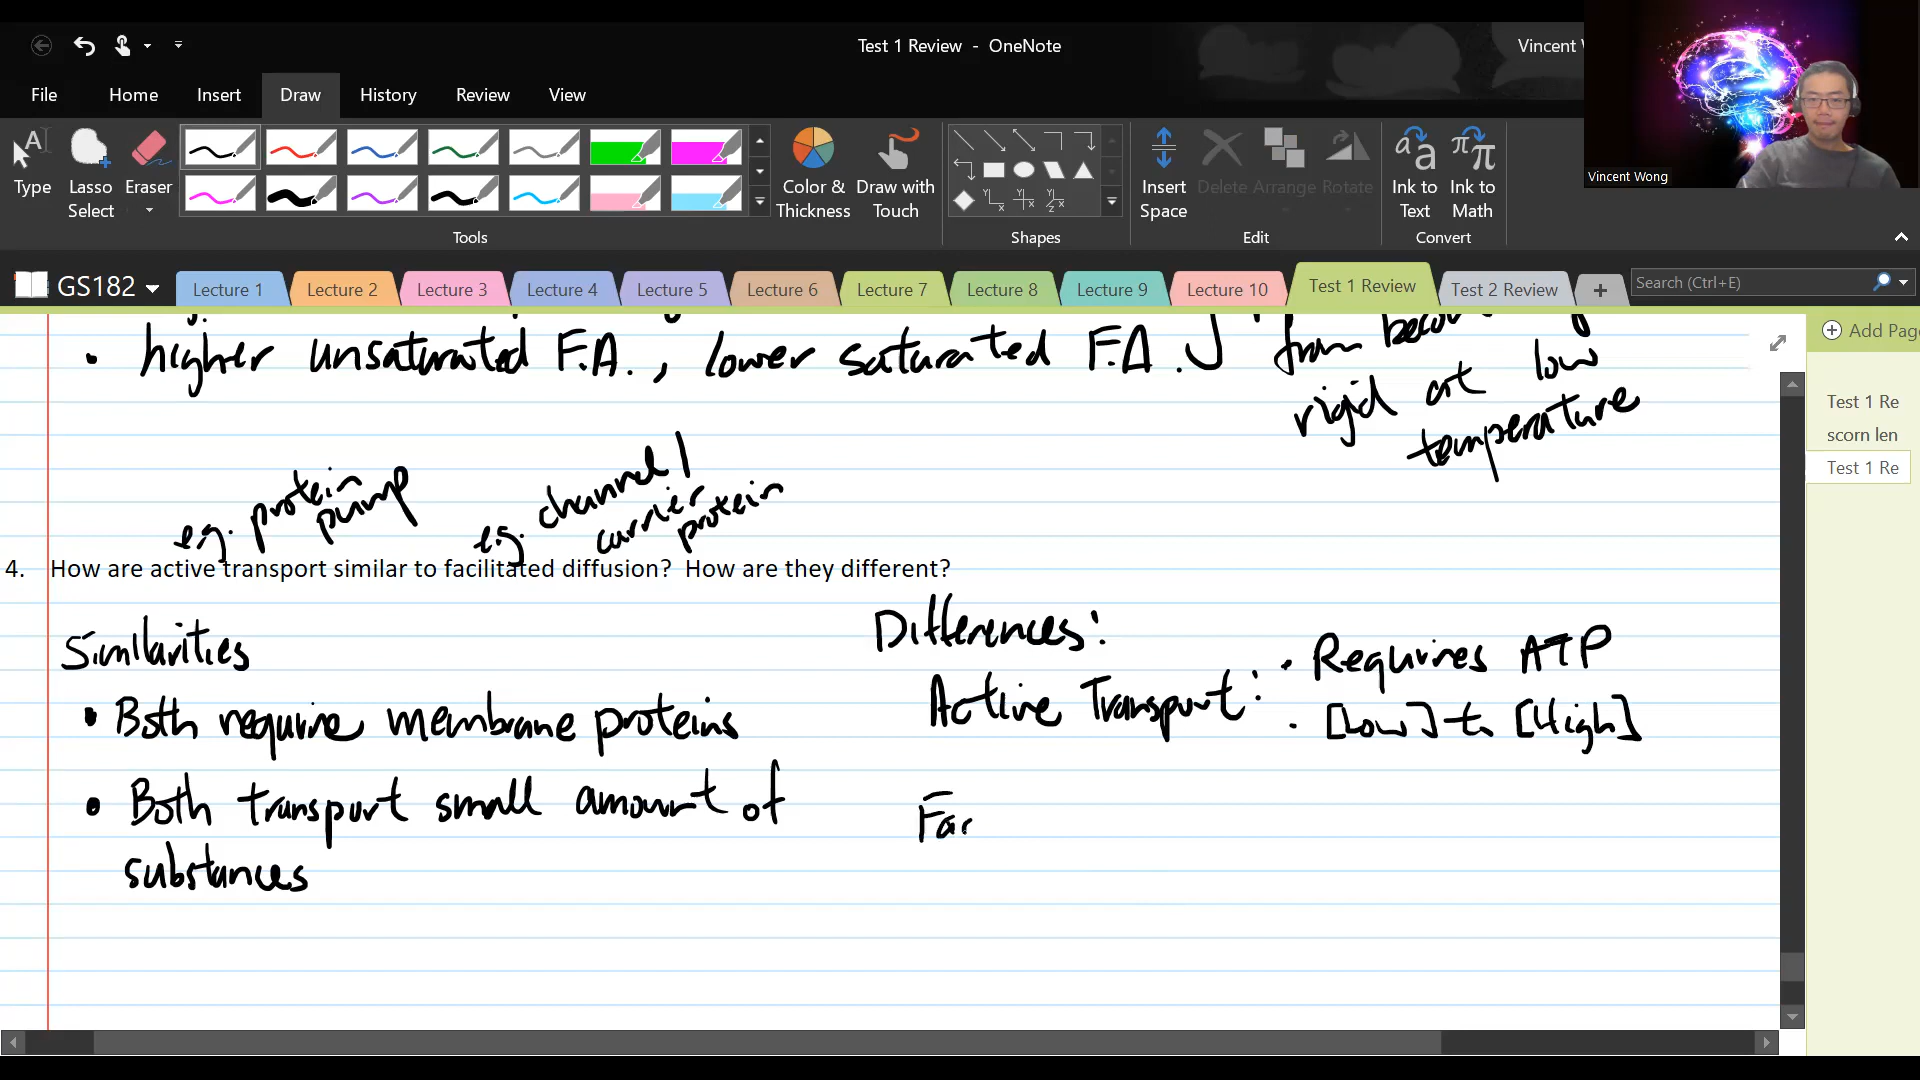 Test 1 Review - OneNote
Vincent W
Vincent Wong
File Home Insert Draw History Review View
Type
Lasso Select
Eraser
Color & Thickness
Draw with Touch
Insert Space
Delete
Arrange
Rotate
Ink to Text
Ink to Math
Tools
Shapes
Edit
Convert
GS182
Lecture 1 Lecture 2 Lecture 3 Lecture 4 Lecture 5 Lecture 6 Lecture 7 Lecture 8 Lecture 9 Lecture 10 Test 1 Review Test 2 Review
Search (Ctrl+E)
Add Page
Test 1 Re
scorn len
Test 1 Re
• higher unsaturated F.A., lower saturated F.A.
from
rigid at low
temperature
e.g. protein
pump
e.g. channel/
carrier
protein
4. How are active transport similar to facilitated diffusion? How are they different?
Similarities
• Both require membrane proteins
• Both transport small amount of
substances
Differences:
Active Transport: • Requires ATP
• [Low] to [High]
Fac